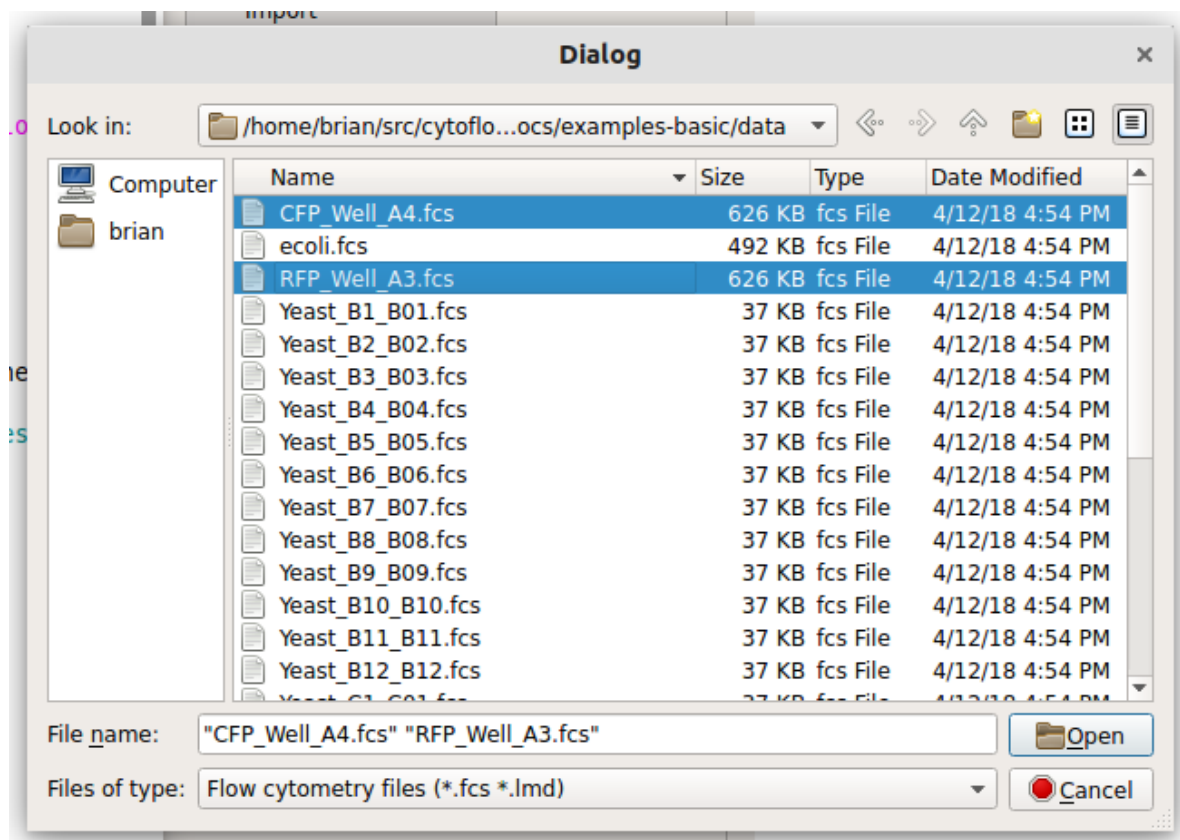 Import
Dialog
Look in: /home/brian/src/cytoflo...ocs/examples-basic/data
Computer
brian
Name Size Type Date Modified
CFP_Well_A4.fcs 626 KB fcs File 4/12/18 4:54 PM
ecoli.fcs 492 KB fcs File 4/12/18 4:54 PM
RFP_Well_A3.fcs 626 KB fcs File 4/12/18 4:54 PM
Yeast_B1_B01.fcs 37 KB fcs File 4/12/18 4:54 PM
Yeast_B2_B02.fcs 37 KB fcs File 4/12/18 4:54 PM
Yeast_B3_B03.fcs 37 KB fcs File 4/12/18 4:54 PM
Yeast_B4_B04.fcs 37 KB fcs File 4/12/18 4:54 PM
Yeast_B5_B05.fcs 37 KB fcs File 4/12/18 4:54 PM
Yeast_B6_B06.fcs 37 KB fcs File 4/12/18 4:54 PM
Yeast_B7_B07.fcs 37 KB fcs File 4/12/18 4:54 PM
Yeast_B8_B08.fcs 37 KB fcs File 4/12/18 4:54 PM
Yeast_B9_B09.fcs 37 KB fcs File 4/12/18 4:54 PM
Yeast_B10_B10.fcs 37 KB fcs File 4/12/18 4:54 PM
Yeast_B11_B11.fcs 37 KB fcs File 4/12/18 4:54 PM
Yeast_B12_B12.fcs 37 KB fcs File 4/12/18 4:54 PM
File name: "CFP_Well_A4.fcs" "RFP_Well_A3.fcs" Open
Files of type: Flow cytometry files (*.fcs *.lmd) Cancel